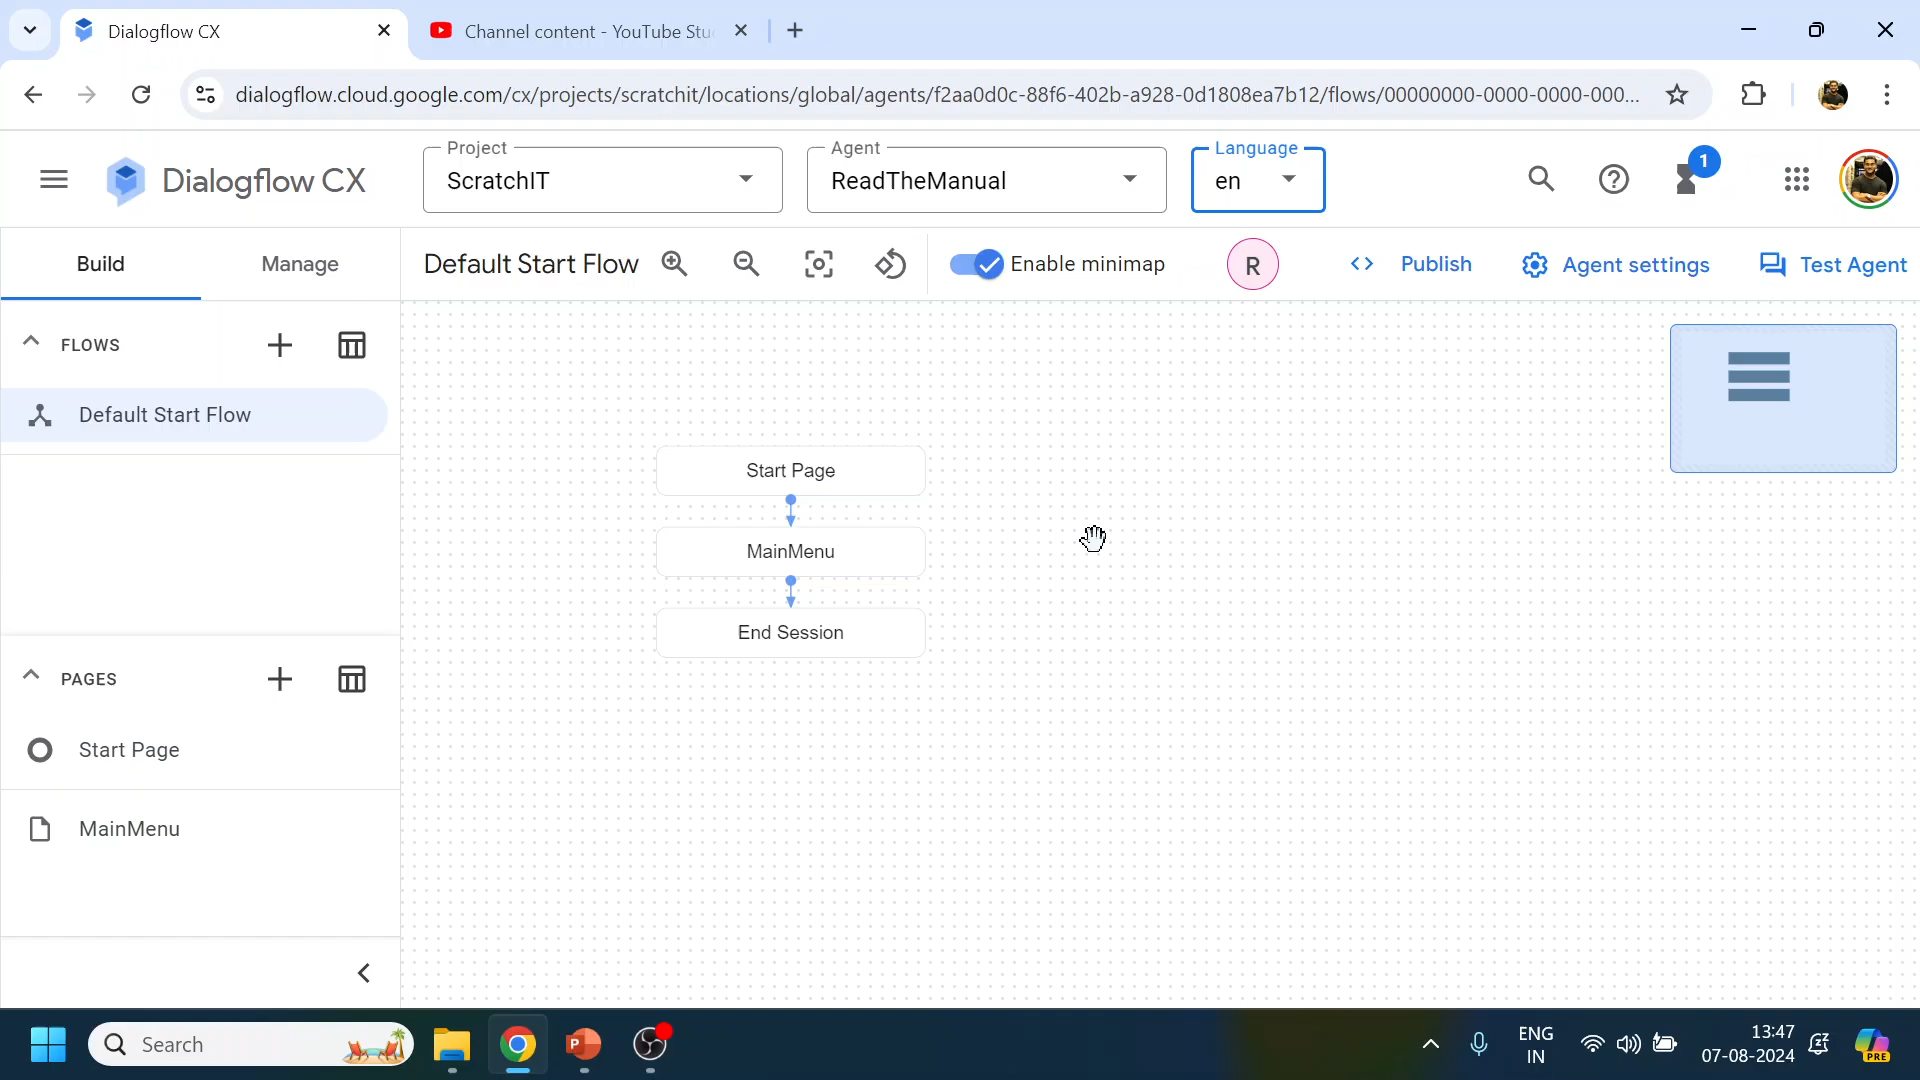 Dialogflow CX
Channel content - YouTube Stu
dialogflow.cloud.google.com/cx/projects/scratchit/locations/global/agents/f2aa0d0c-88f6-402b-a928-0d1808ea7b12/flows/00000000-0000-0000-000...
Dialogflow CX
Project
ScratchIT
Agent
ReadTheManual
Language
en
1
Build
Manage
Default Start Flow
Enable minimap
R
Publish
Agent settings
Test Agent
FLOWS
Default Start Flow
Start Page
MainMenu
End Session
PAGES
Start Page
MainMenu
Search
P
ENG
IN
13:47
07-08-2024
PRE